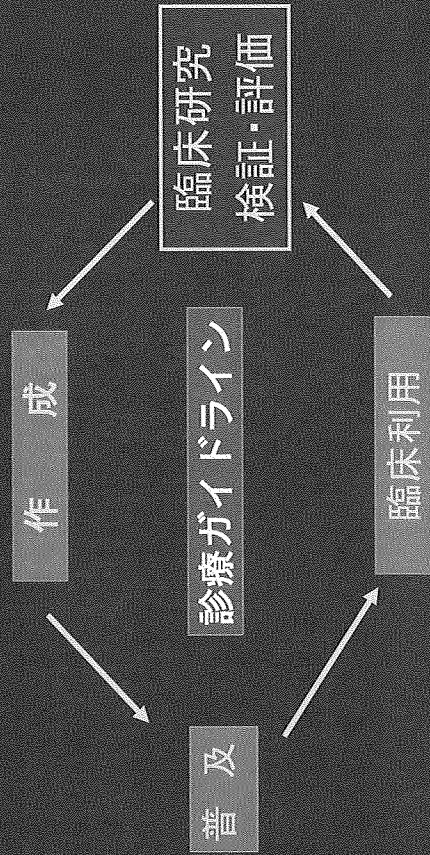 作 成
臨床研究
検証・評価
診療ガイドライン
普 及
臨床利用